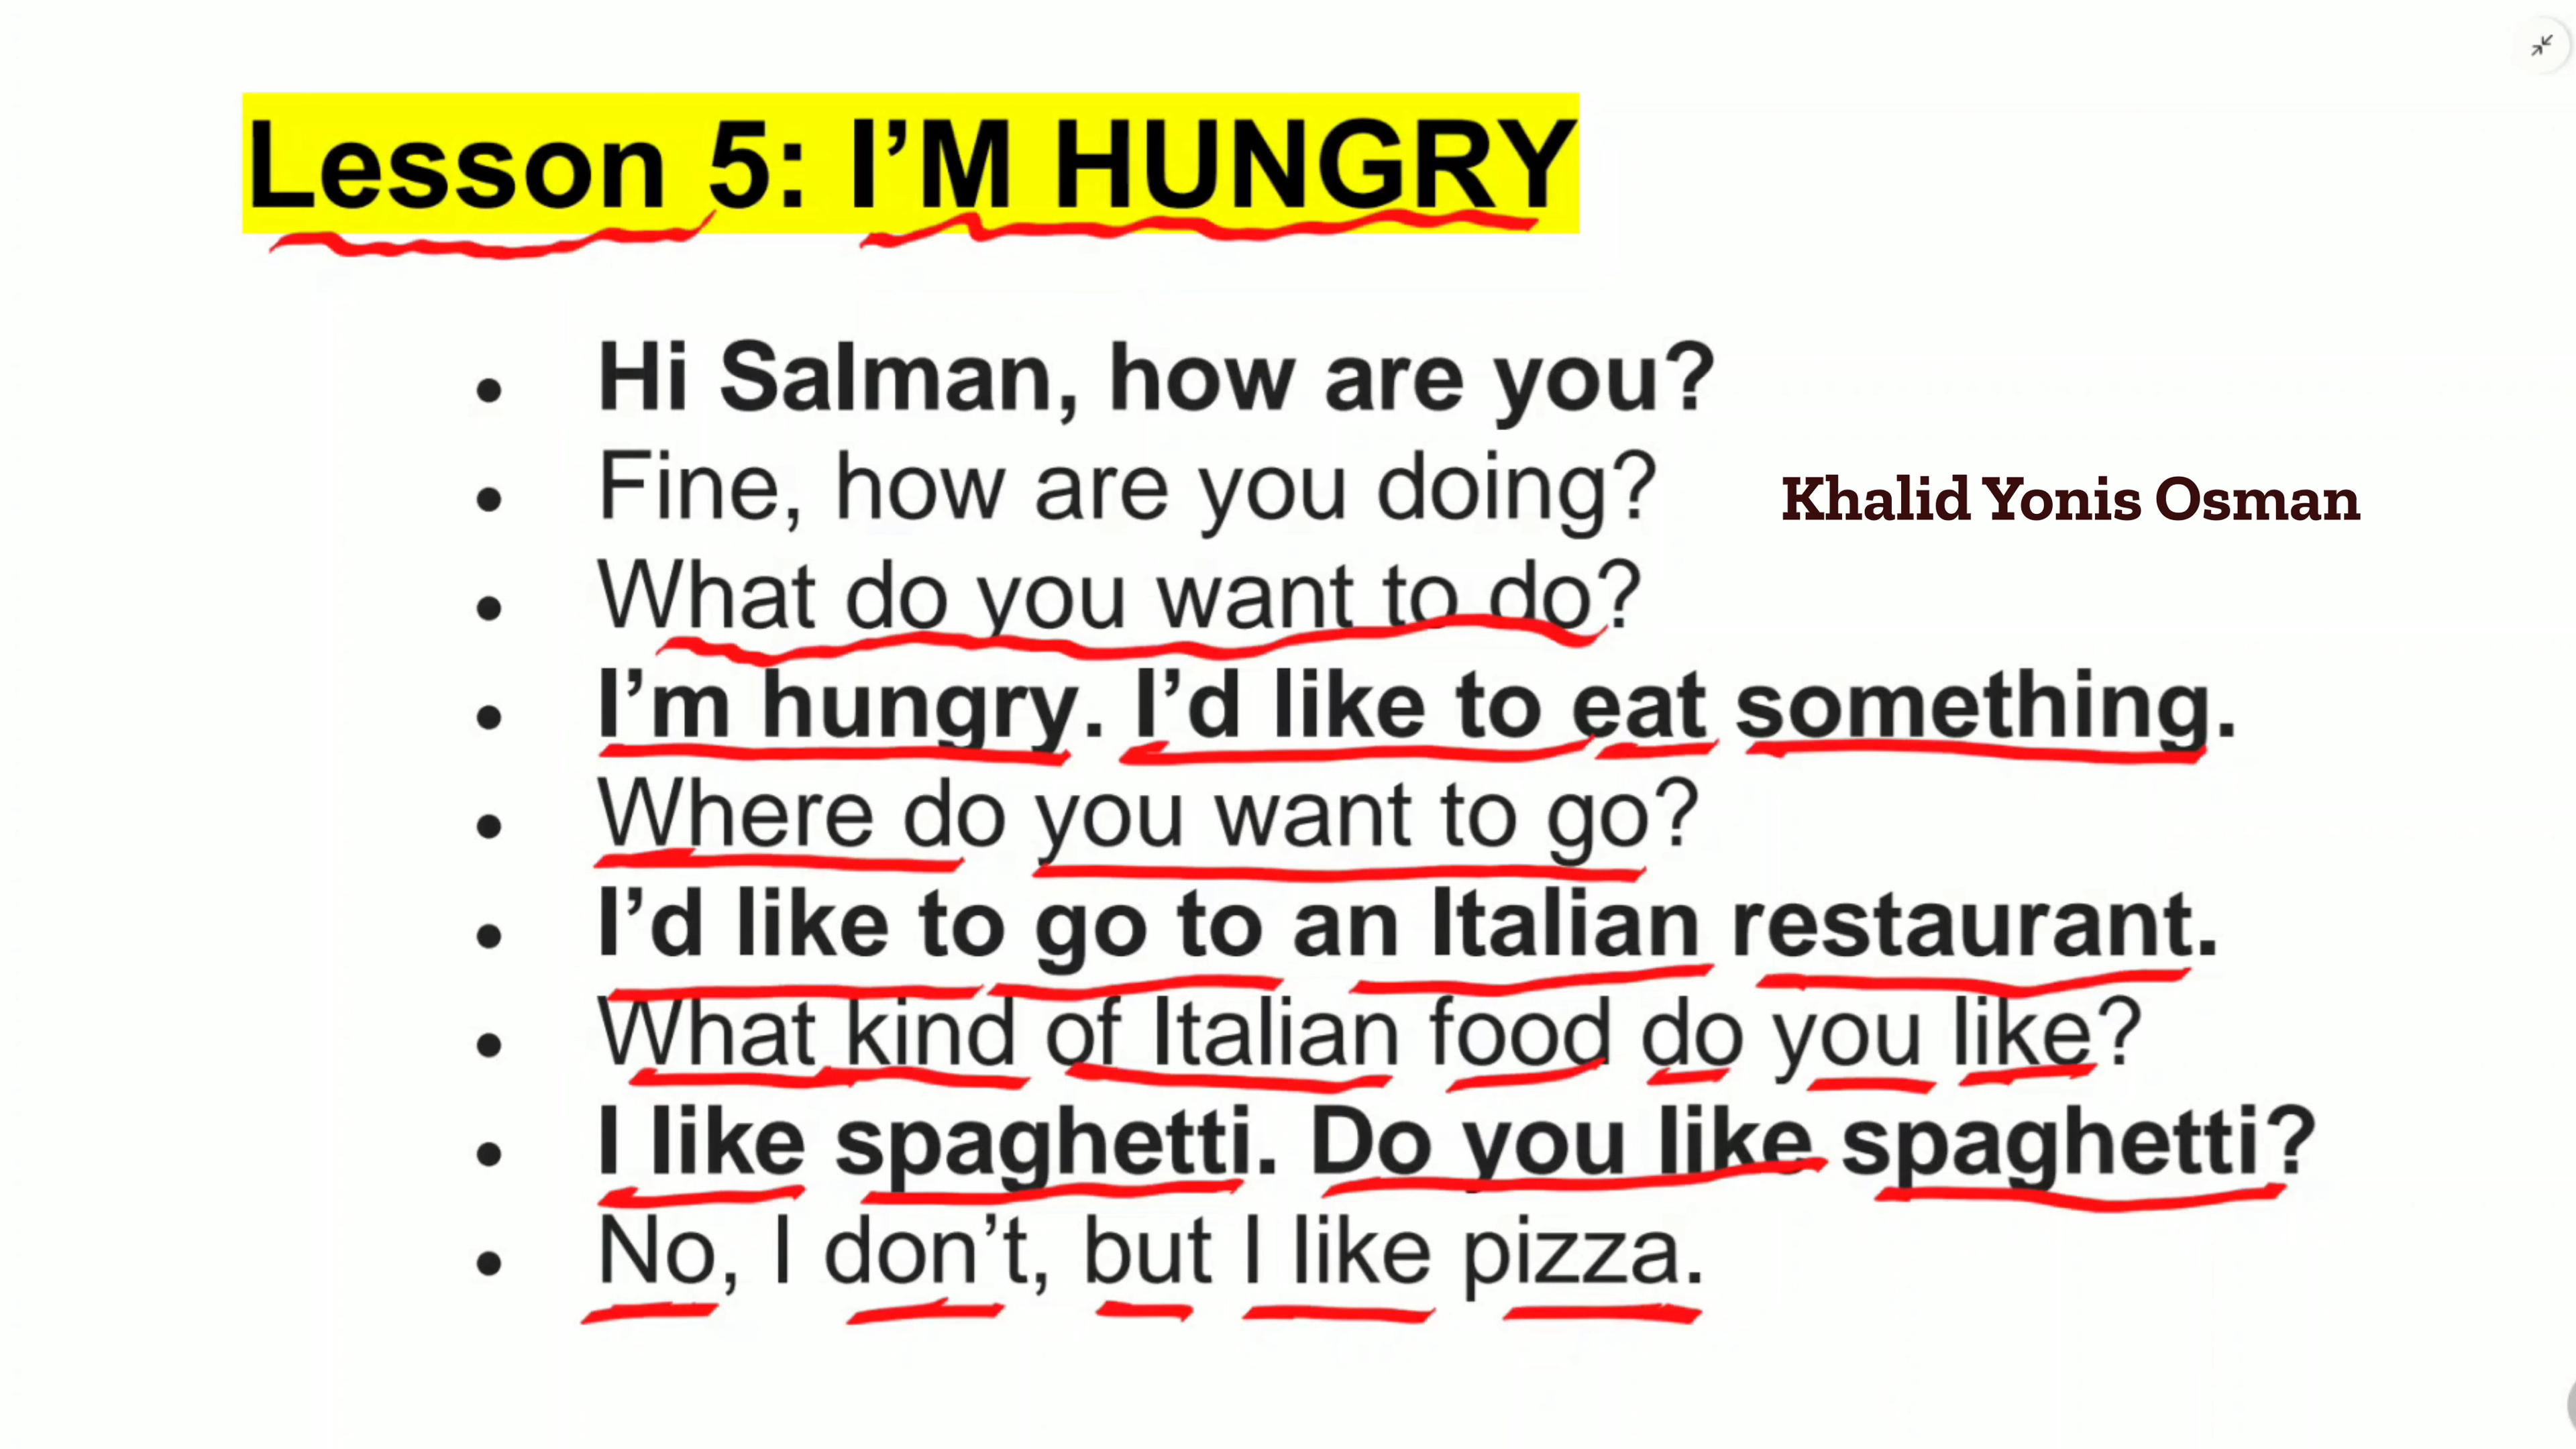 Lesson 5: I'M HUNGRY
• Hi Salman, how are you?
• Fine, how are you doing?
Khalid Yonis Osman
• What do you want to do?
• I'm hungry. I'd like to eat something.
• Where do you want to go?
• I'd like to go to an Italian restaurant.
• What kind of Italian food do you like?
• I like spaghetti. Do you like spaghetti?
• No, I don't, but I like pizza.